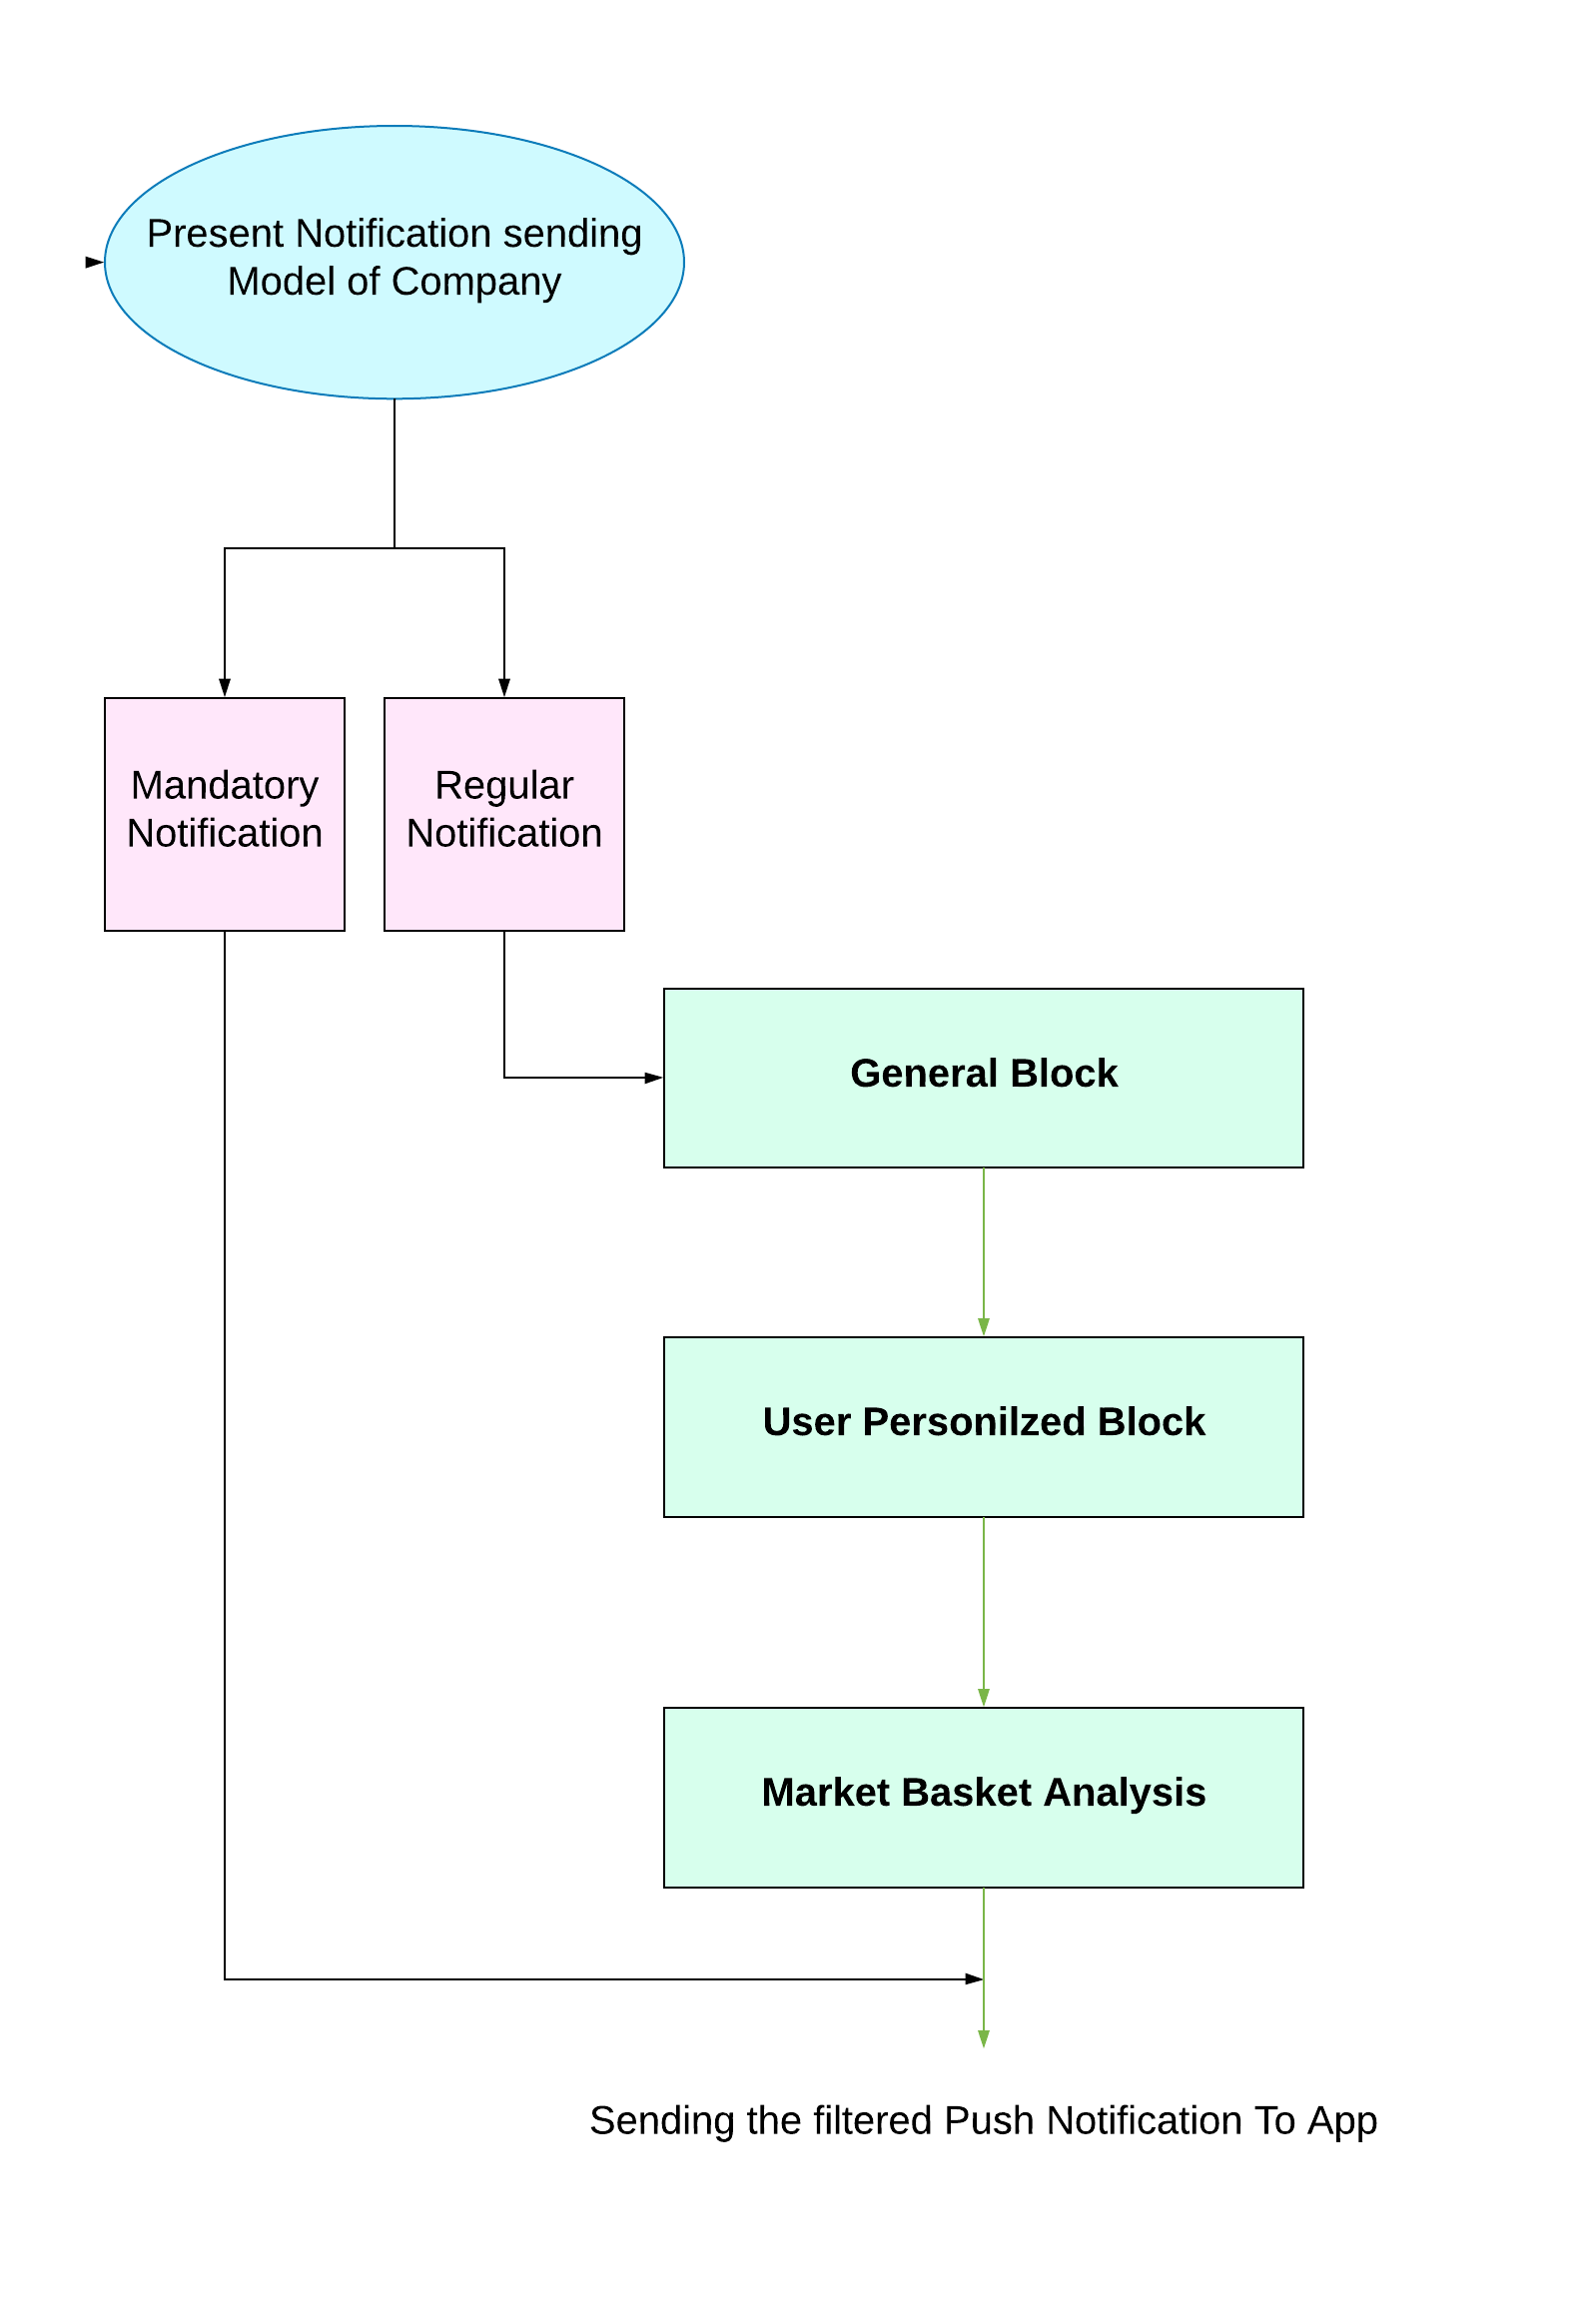 Present Notification sending
Model of Company
Mandatory
Notification
Regular
Notification
General Block
User Personilzed Block
Market Basket Analysis
Sending the filtered Push Notification To App